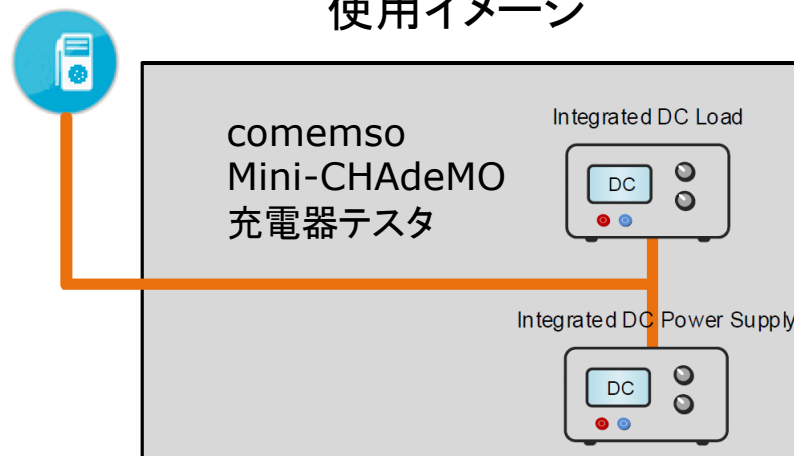 使用イメージ
comemso
Mini-CHAdeMO
充電器テスタ
Integrated DC Load
DC
Integrated DC Power Supply
DC